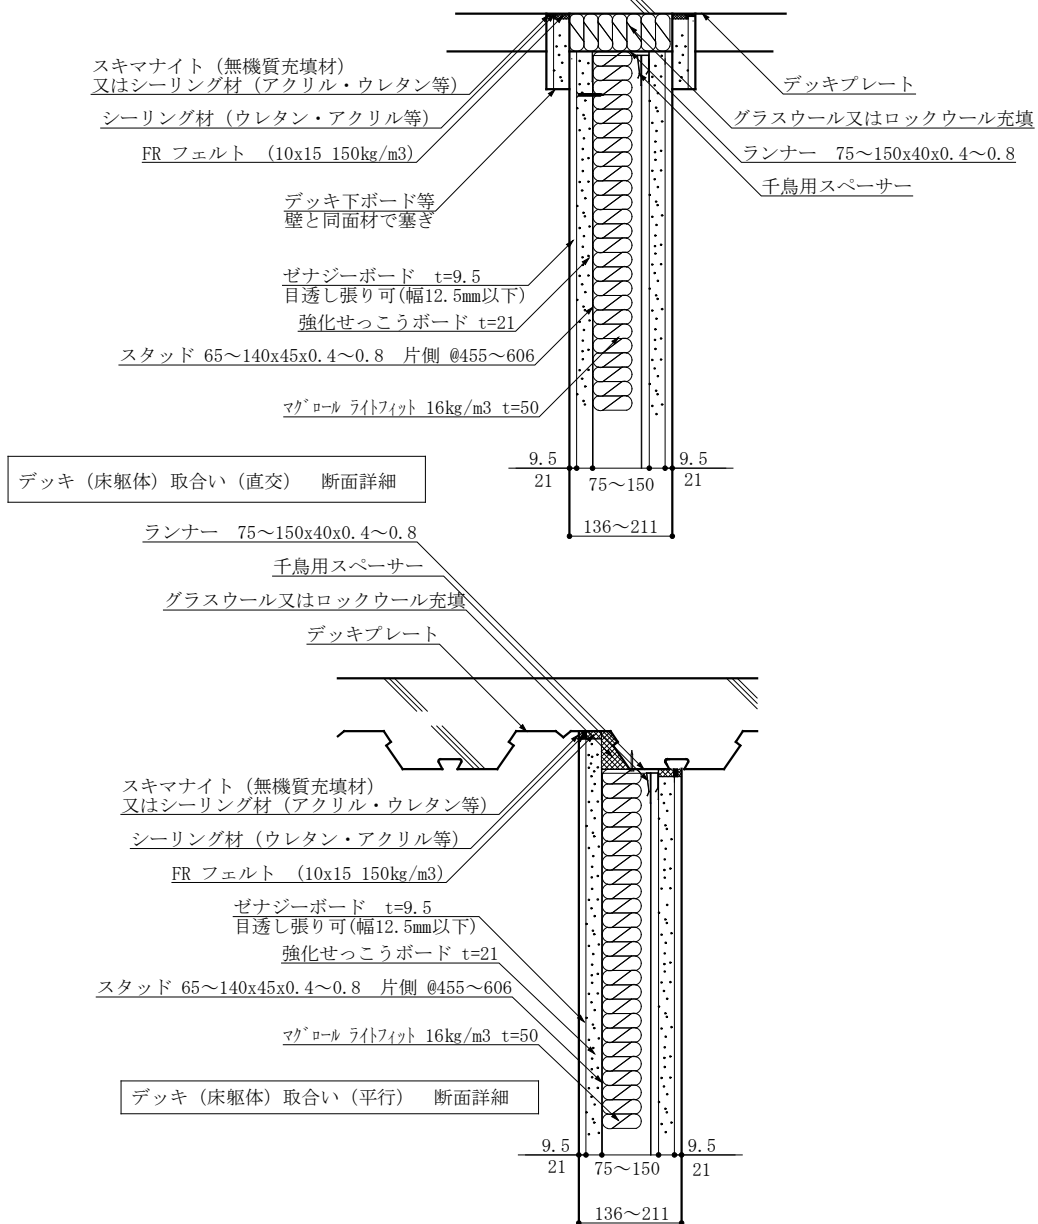 スキマナイト（無機質充填材）
又はシーリング材（アクリル・ウレタン等）
シーリング材（ウレタン・アクリル等）
FR フェルト （10x15 150kg/m3）
デッキ下ボード等
壁と同面材で塞ぎ
ゼナジーボード t=9.5
目透し張り可(幅12.5mm以下)
強化せっこうボード t=21
スタッド 65～140x45x0.4～0.8 片側 @455～606
ﾏｸﾞﾛｰﾙ ﾗｲﾄﾌｨｯﾄ 16kg/m3 t=50
デッキプレート
グラスウール又はロックウール充填
ランナー 75～150x40x0.4～0.8
千鳥用スペーサー
9.5
21
75～150
9.5
21
136～211
デッキ（床躯体）取合い（直交） 断面詳細
ランナー 75～150x40x0.4～0.8
千鳥用スペーサー
グラスウール又はロックウール充填
デッキプレート
スキマナイト（無機質充填材）
又はシーリング材（アクリル・ウレタン等）
シーリング材（ウレタン・アクリル等）
FR フェルト （10x15 150kg/m3）
ゼナジーボード t=9.5
目透し張り可(幅12.5mm以下)
強化せっこうボード t=21
スタッド 65～140x45x0.4～0.8 片側 @455～606
ﾏｸﾞﾛｰﾙ ﾗｲﾄﾌｨｯﾄ 16kg/m3 t=50
デッキ（床躯体）取合い（平行） 断面詳細
9.5
21
75～150
9.5
21
136～211